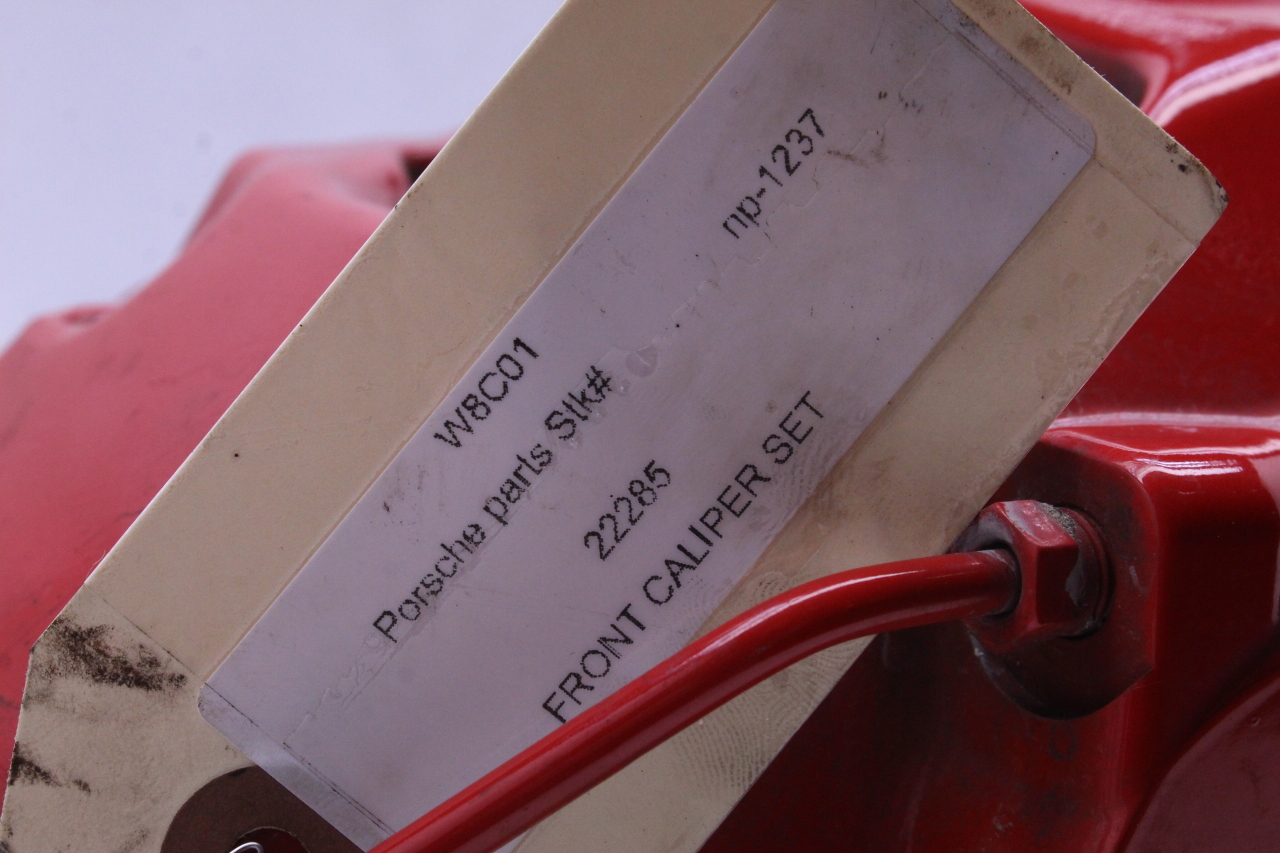 W8C01
np-1237
Porsche parts Stk#
22285
FRONT CALIPER SET